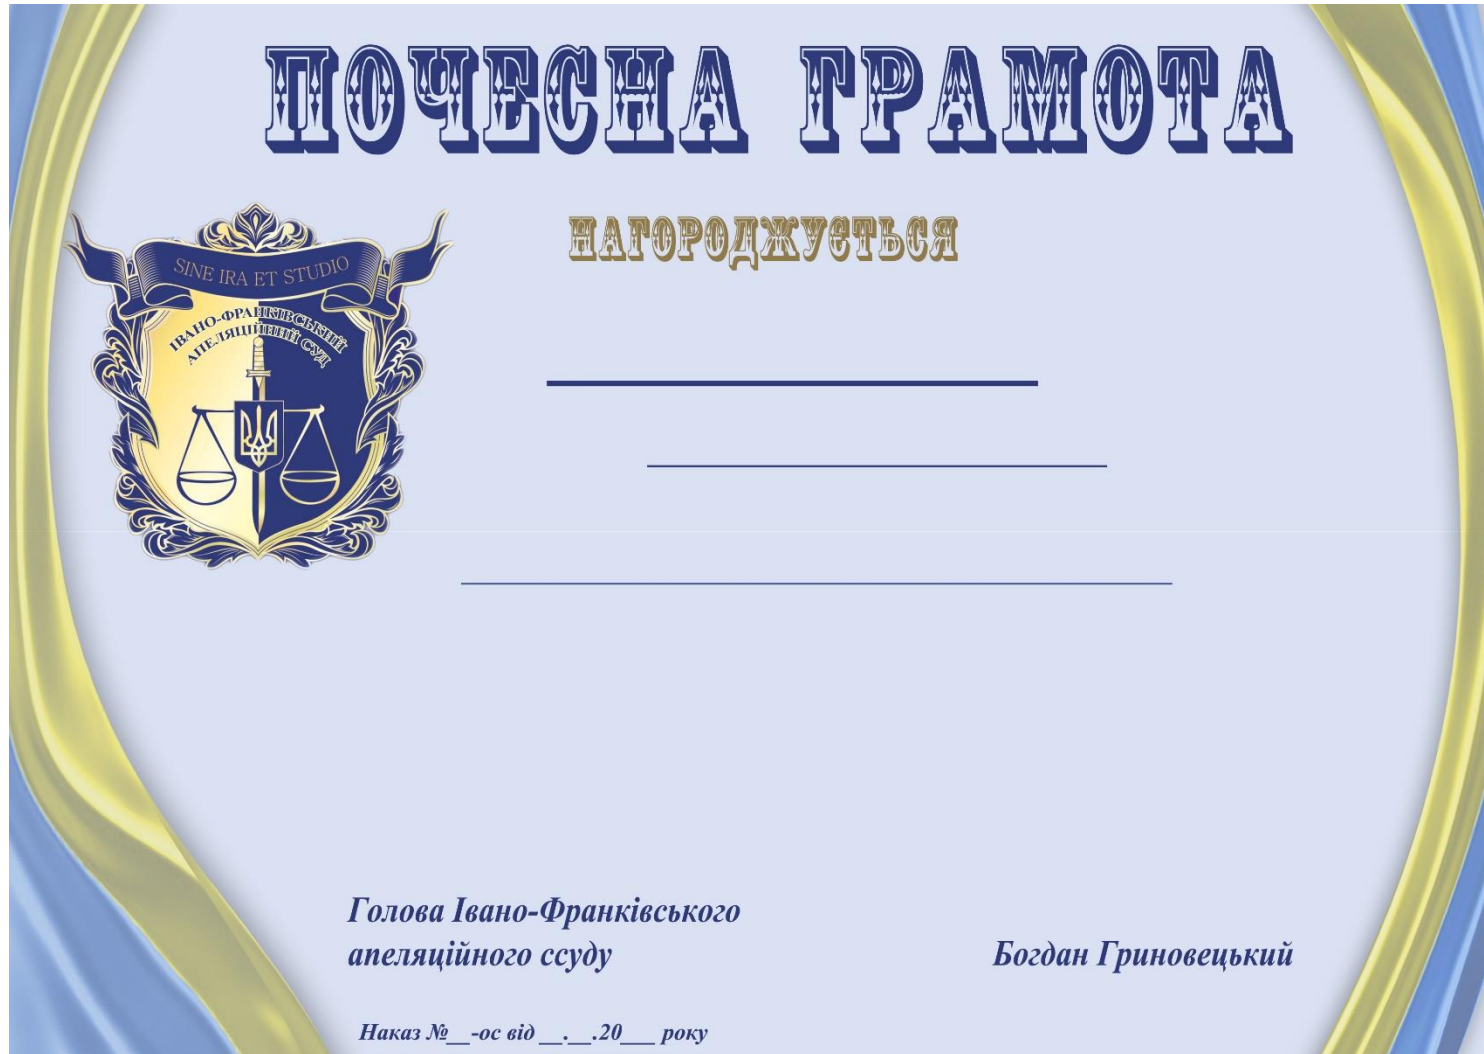 ПОЧЕСНА ГРАМОТА
НАГОРОДЖУЄТЬСЯ
SINE IRA ET STUDIO
ІВАНО-ФРАНКІВСЬКИЙ
АПЕЛЯЦІЙНИЙ СУД
Голова Івано-Франківського
апеляційного ссуду
Богдан Гриновецький
Наказ №__-ос від __.__.20___ року